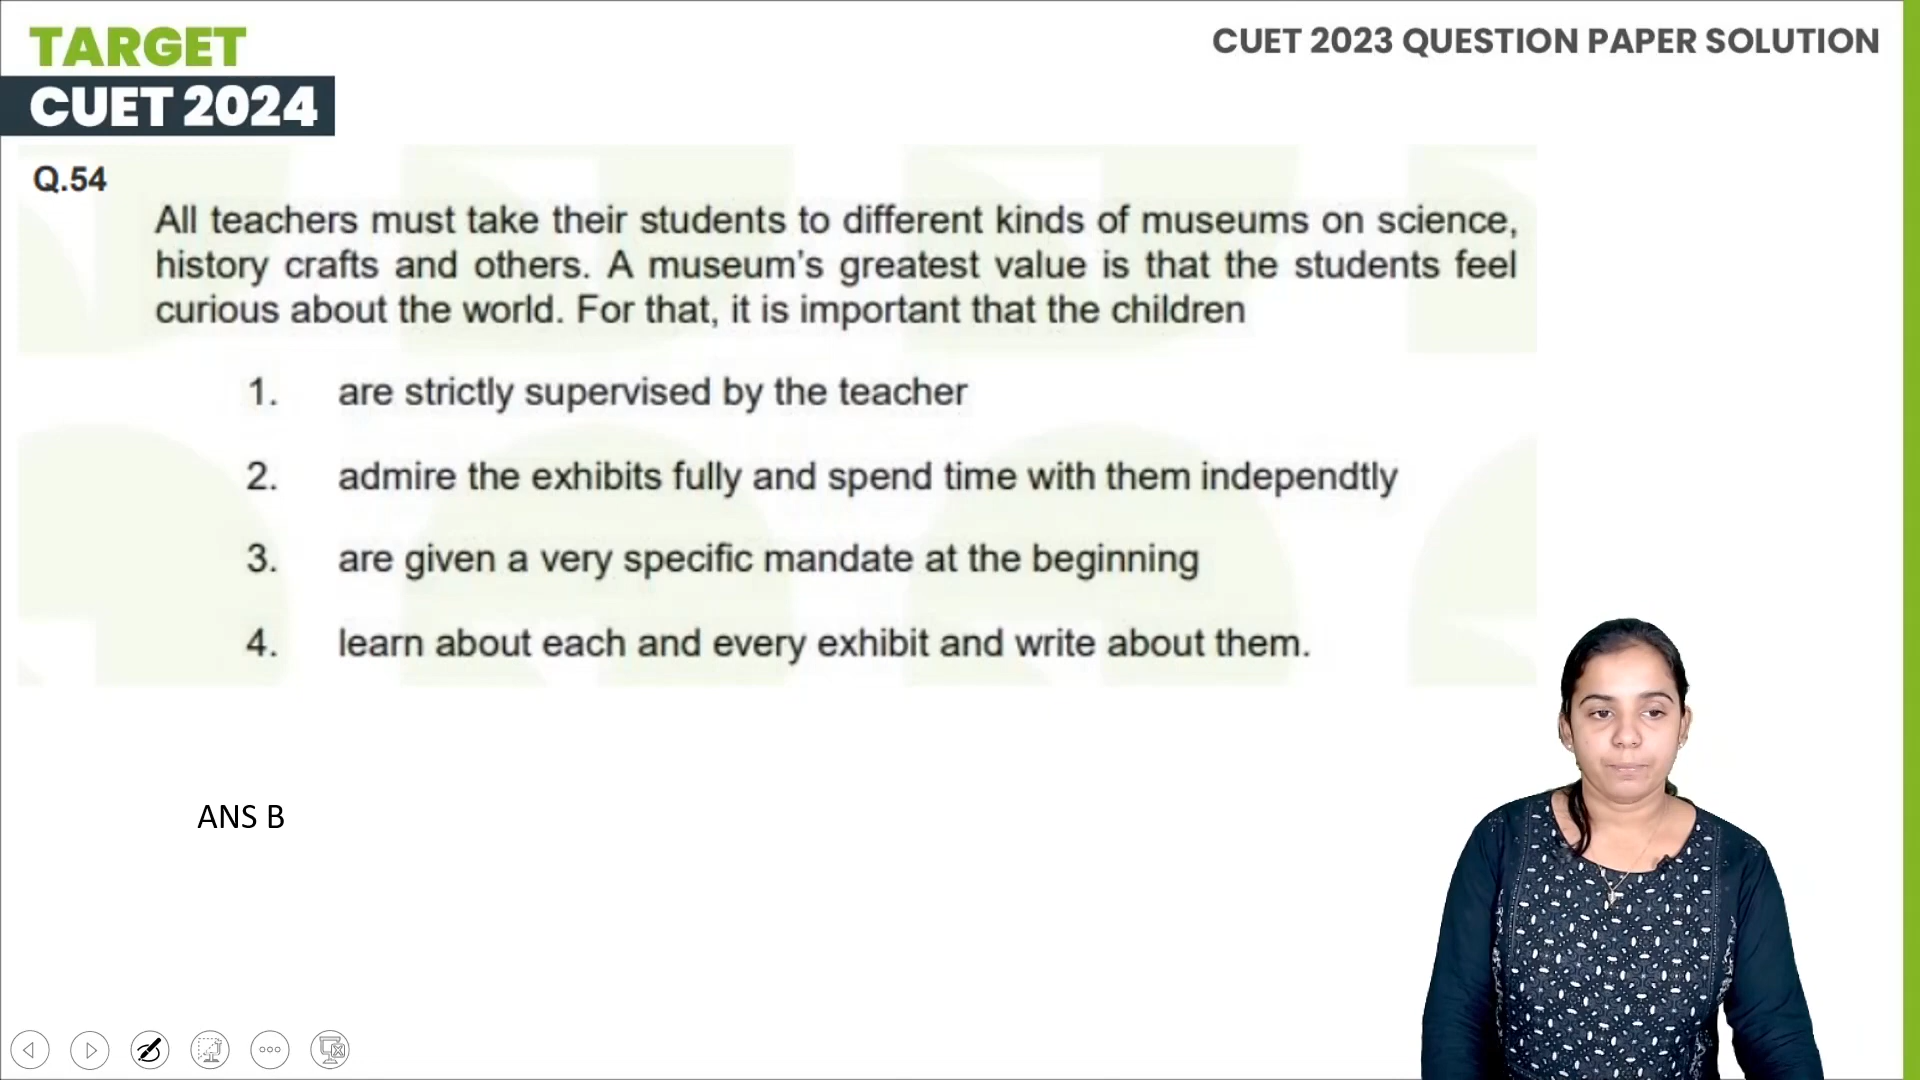 TARGET
CUET 2024
CUET 2023 QUESTION PAPER SOLUTION
Q.54
All teachers must take their students to different kinds of museums on science,
history crafts and others. A museum's greatest value is that the students feel
curious about the world. For that, it is important that the children
1. are strictly supervised by the teacher
2. admire the exhibits fully and spend time with them independtly
3. are given a very specific mandate at the beginning
4. learn about each and every exhibit and write about them.
ANS B